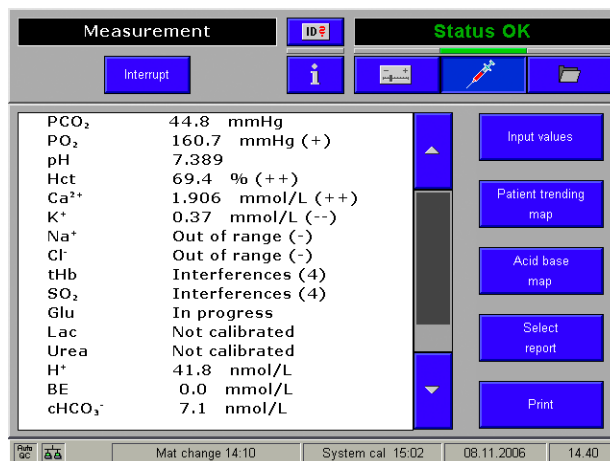 Measurement
ID
Status OK
Interrupt
i
PCO₂ 44.8 mmHg
PO₂ 160.7 mmHg (+)
pH 7.389
Hct 69.4 % (++)
Ca²⁺ 1.906 mmol/L (++)
K⁺ 0.37 mmol/L (--)
Na⁺ Out of range (-)
Cl⁻ Out of range (-)
tHb Interferences (4)
SO₂ Interferences (4)
Glu In progress
Lac Not calibrated
Urea Not calibrated
H⁺ 41.8 nmol/L
BE 0.0 mmol/L
cHCO₃⁻ 7.1 nmol/L
Input values
Patient trending
map
Acid base
map
Select
report
Print
Auto
QC
Mat change 14:10
System cal 15:02
08.11.2006
14.40